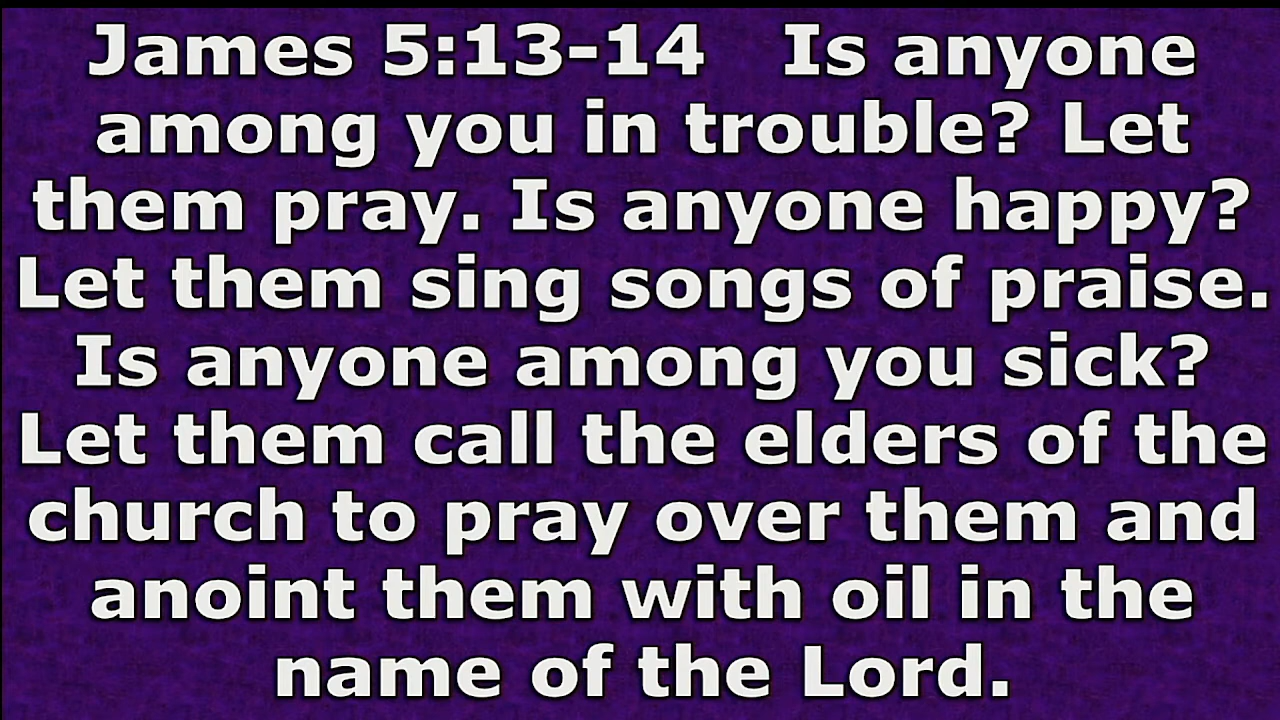 James 5:13-14   Is anyone
among you in trouble? Let
them pray. Is anyone happy?
Let them sing songs of praise.
Is anyone among you sick?
Let them call the elders of the
church to pray over them and
anoint them with oil in the
name of the Lord.